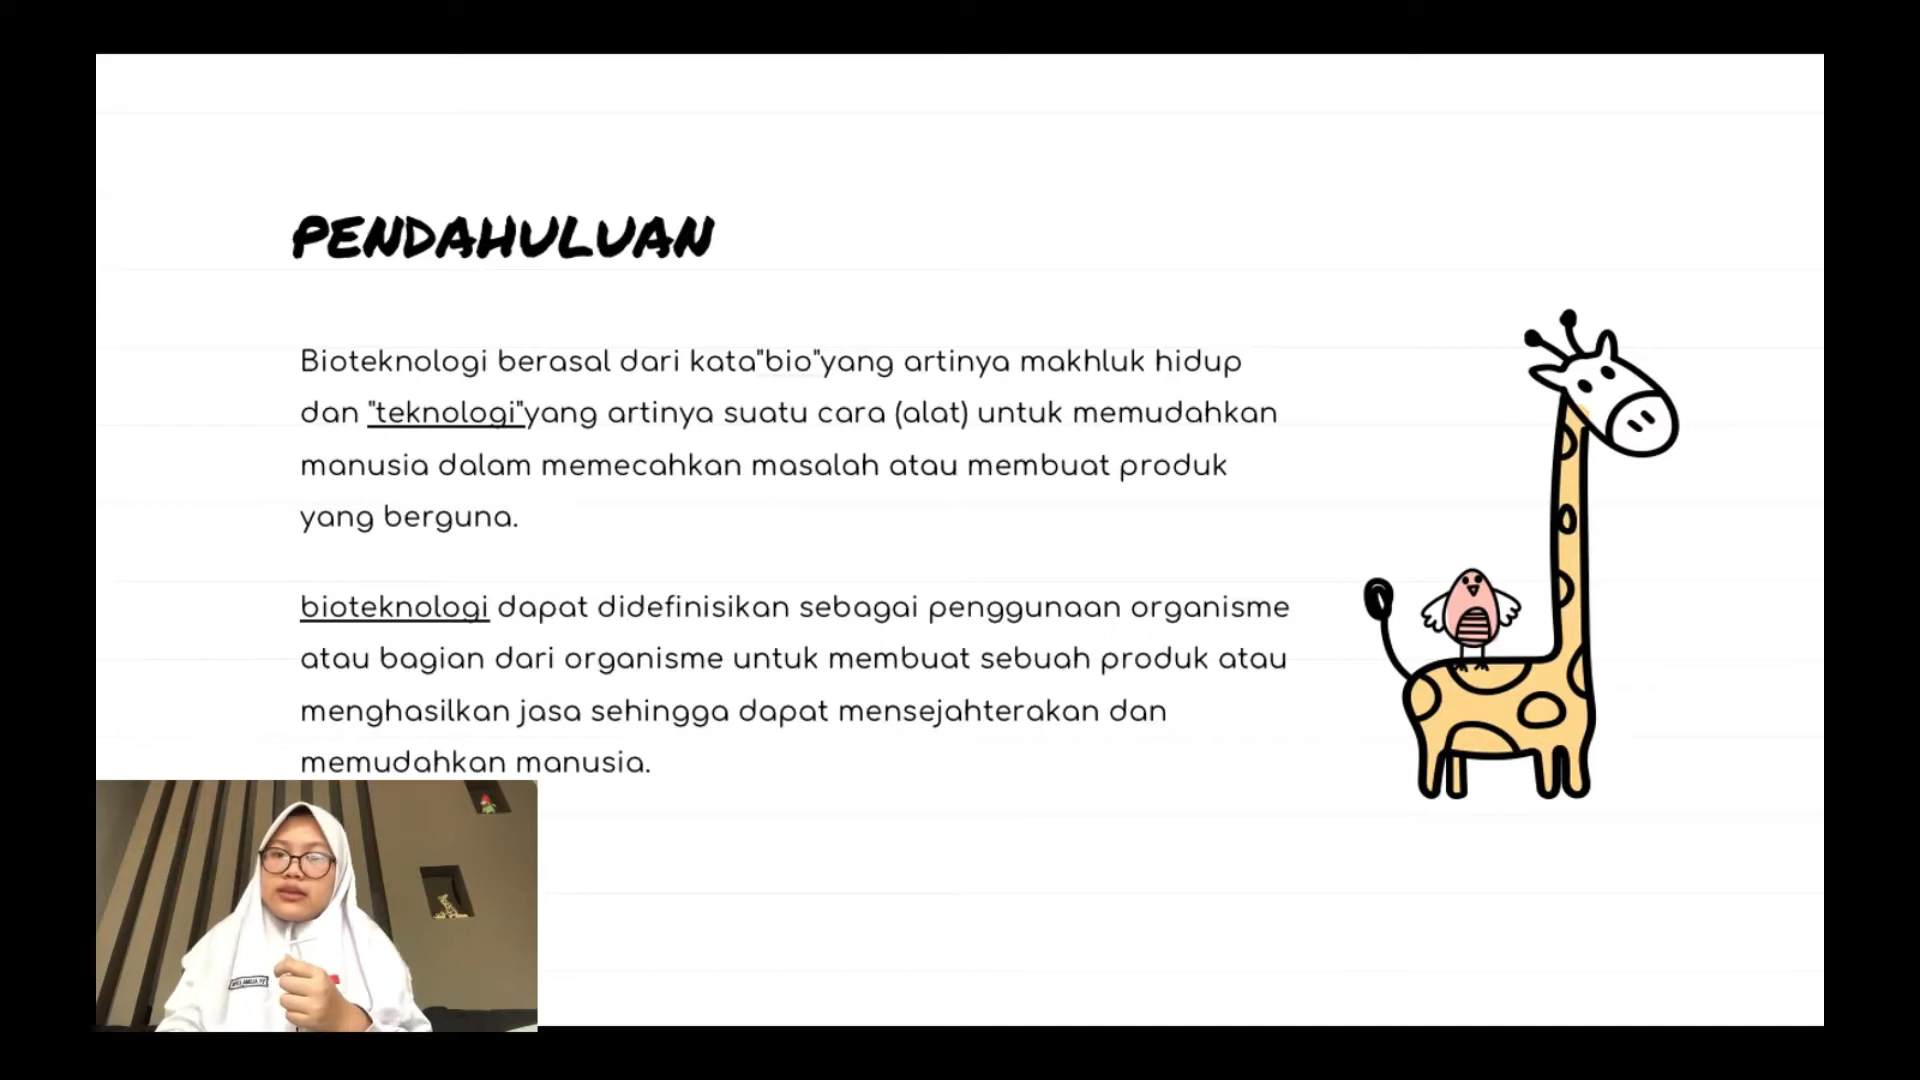 PENDAHULUAN
Bioteknologi berasal dari kata"bio"yang artinya makhluk hidup
dan "teknologi"yang artinya suatu cara (alat) untuk memudahkan
manusia dalam memecahkan masalah atau membuat produk
yang berguna.
bioteknologi dapat didefinisikan sebagai penggunaan organisme
atau bagian dari organisme untuk membuat sebuah produk atau
menghasilkan jasa sehingga dapat mensejahterakan dan
memudahkan manusia.